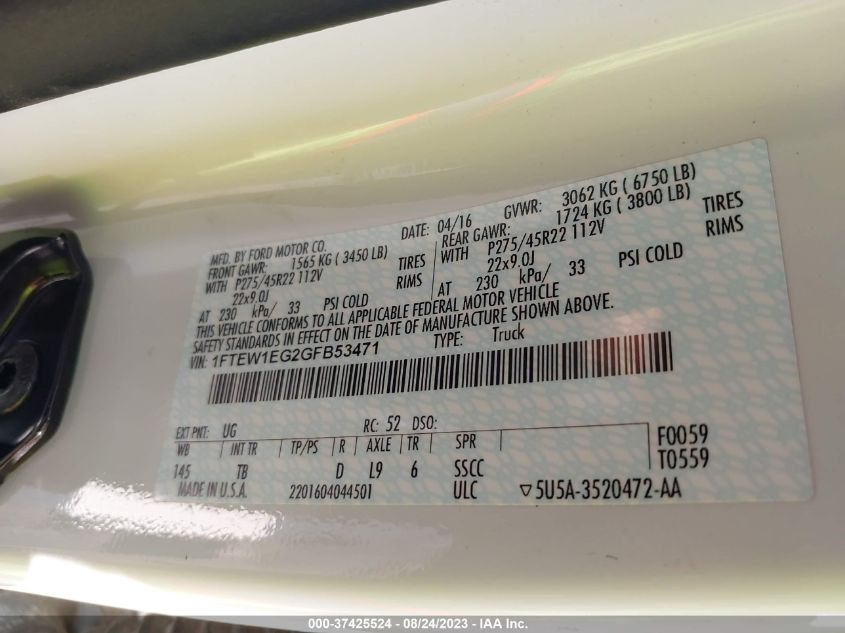 MFD. BY FORD MOTOR CO.
DATE: 04/16 GVWR: 3062 KG ( 6750 LB)
FRONT GAWR: 1565 KG ( 3450 LB)
REAR GAWR: 1724 KG ( 3800 LB)
WITH P275/45R22 112V TIRES
WITH P275/45R22 112V TIRES
22x9.0J RIMS
22x9.0J RIMS
AT 230 kPa/ 33 PSI COLD
AT 230 kPa/ 33 PSI COLD
THIS VEHICLE CONFORMS TO ALL APPLICABLE FEDERAL MOTOR VEHICLE
SAFETY STANDARDS IN EFFECT ON THE DATE OF MANUFACTURE SHOWN ABOVE.
VIN: 1FTEW1EG2GFB53471 TYPE: Truck
EXT PNT: UG RC: 52 DSO:
WB INT TR TP/PS R AXLE TR SPR F0059
145 TB D L9 6 SSCC T0559
MADE IN U.S.A. 2201604044501 ULC ▽5U5A-3520472-AA
000-37425524 - 08/24/2023 - IAA Inc.